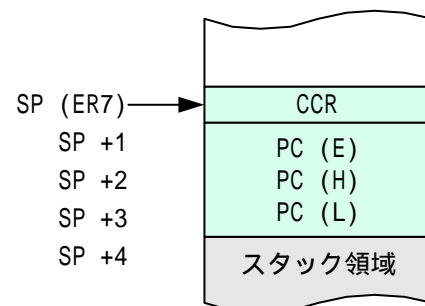 SP (ER7)
CCR
SP +1
PC (E)
SP +2
PC (H)
SP +3
PC (L)
SP +4
スタック領域